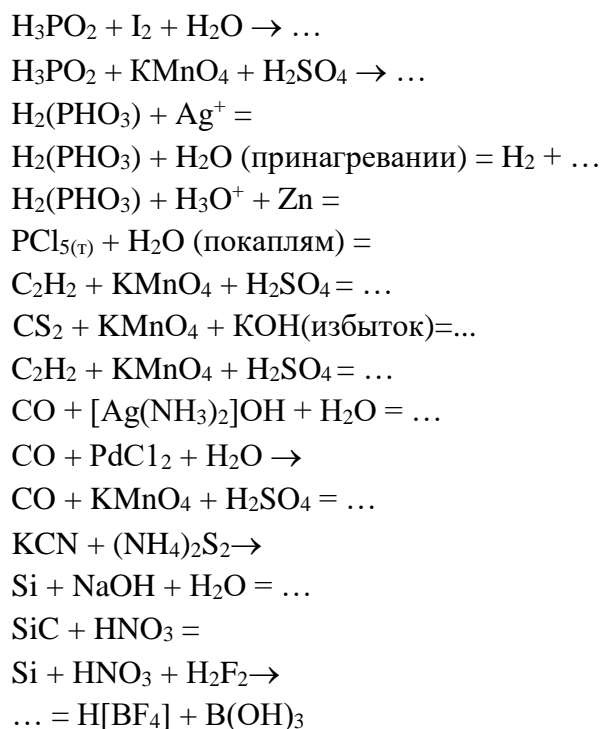 H₃PO₂ + I₂ + H₂O → …
H₃PO₂ + KMnO₄ + H₂SO₄ → …
H₂(PHO₃) + Ag⁺ =
H₂(PHO₃) + H₂O (принагревании) = H₂ + …
H₂(PHO₃) + H₃O⁺ + Zn =
PCl₅₍т₎ + H₂O (покаплям) =
C₂H₂ + KMnO₄ + H₂SO₄ = …
CS₂ + KMnO₄ + КОН(избыток)=...
C₂H₂ + KMnO₄ + H₂SO₄ = …
CO + [Ag(NH₃)₂]OH + H₂O = …
CO + PdC1₂ + H₂O →
CO + KMnO₄ + H₂SO₄ = …
KCN + (NH₄)₂S₂→
Si + NaOH + H₂O = …
SiC + HNO₃ =
Si + HNO₃ + H₂F₂→
… = H[BF₄] + B(OH)₃